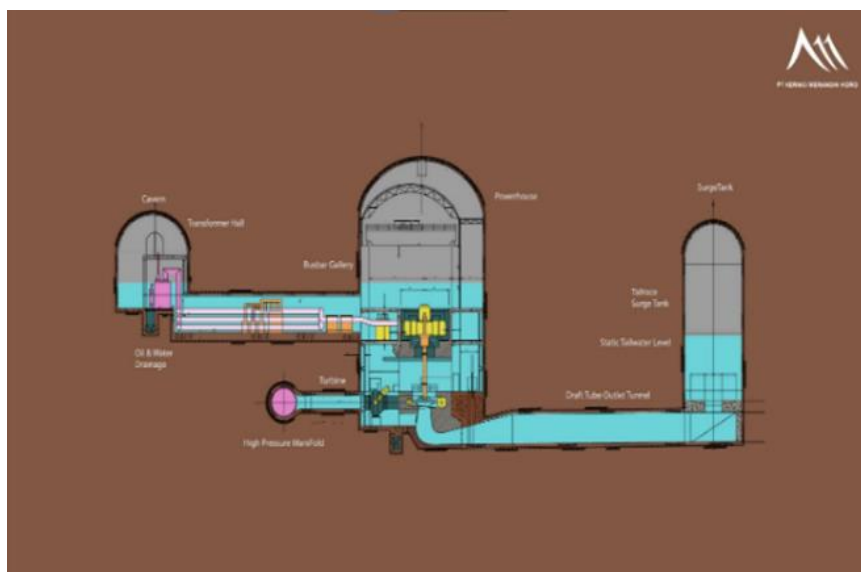 Cavern
Transformer Hall
Busbar Gallery
Powerhouse
SurgeTank
Tailrace
Surge Tank
Static Tailwater Level
Oil & Water
Drainage
Turbine
Draft Tube Outlet Tunnel
High Pressure Manifold